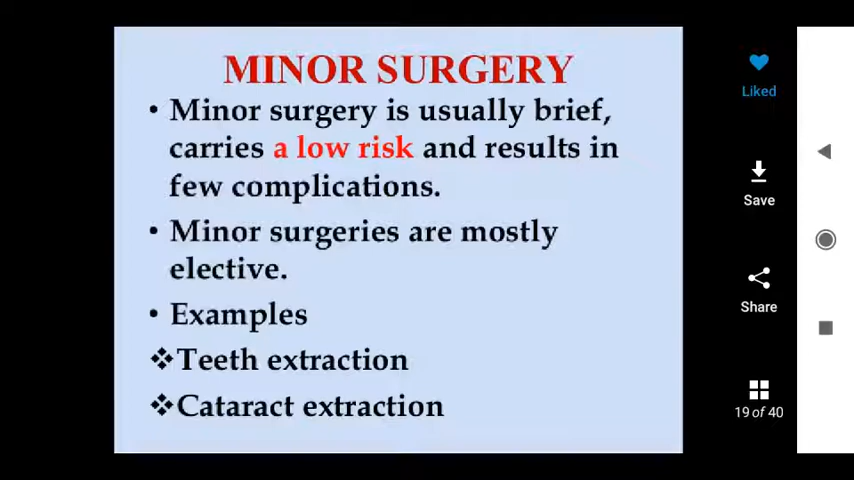 MINOR SURGERY
• Minor surgery is usually brief,
carries a low risk and results in
few complications.
• Minor surgeries are mostly
elective.
• Examples
❖Teeth extraction
❖Cataract extraction
Liked
Save
Share
19 of 40